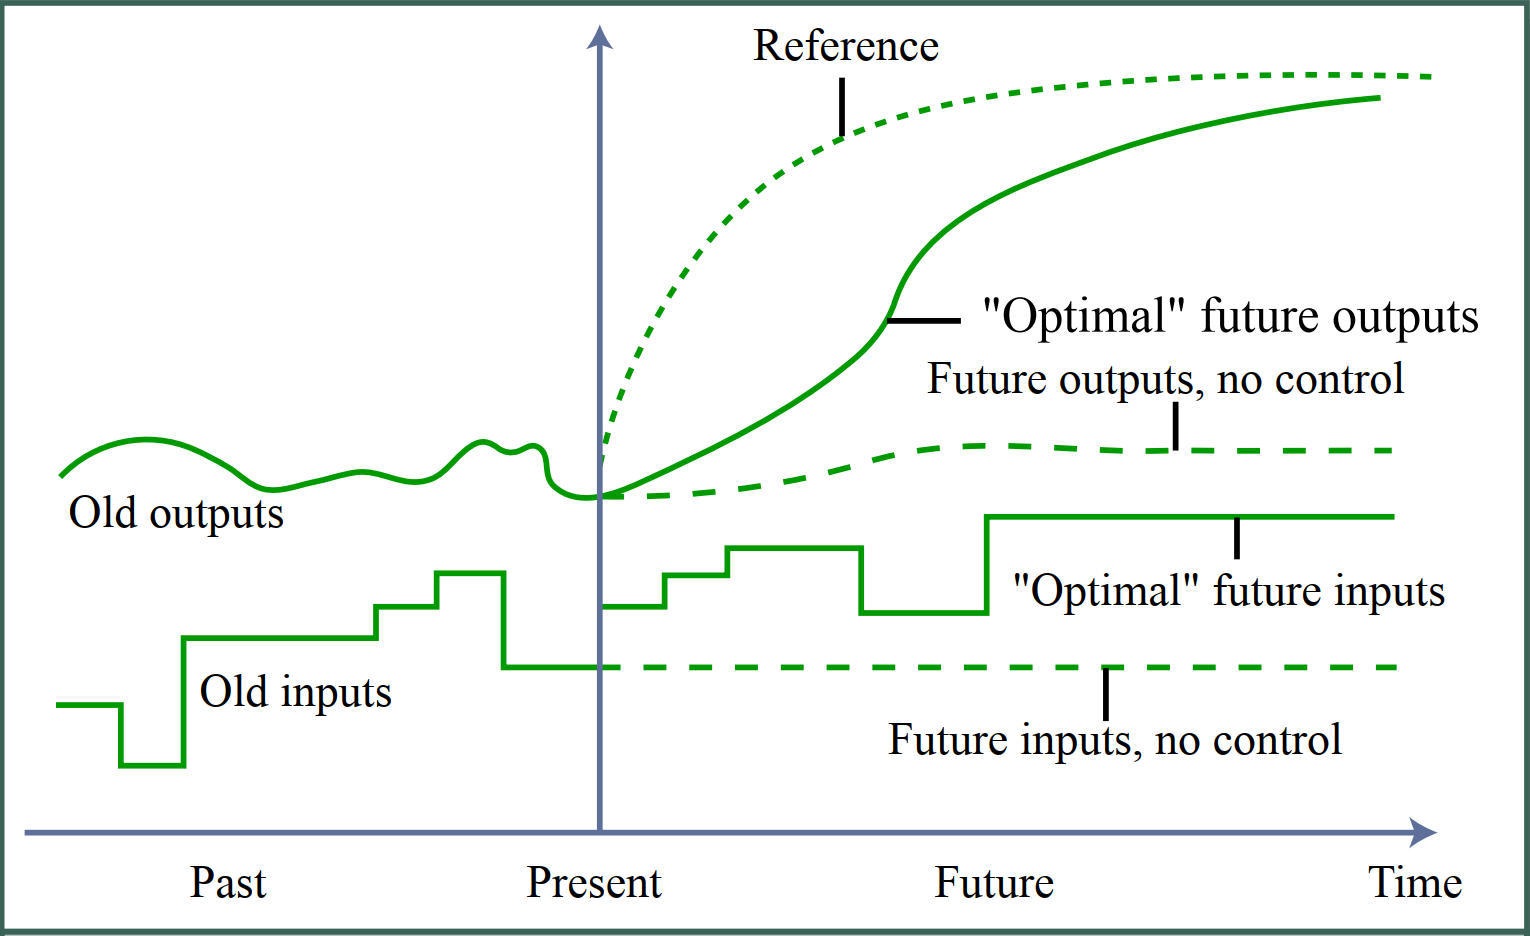 Reference
"Optimal" future outputs
Future outputs, no control
Old outputs
"Optimal" future inputs
Old inputs
Future inputs, no control
Past
Present
Future
Time